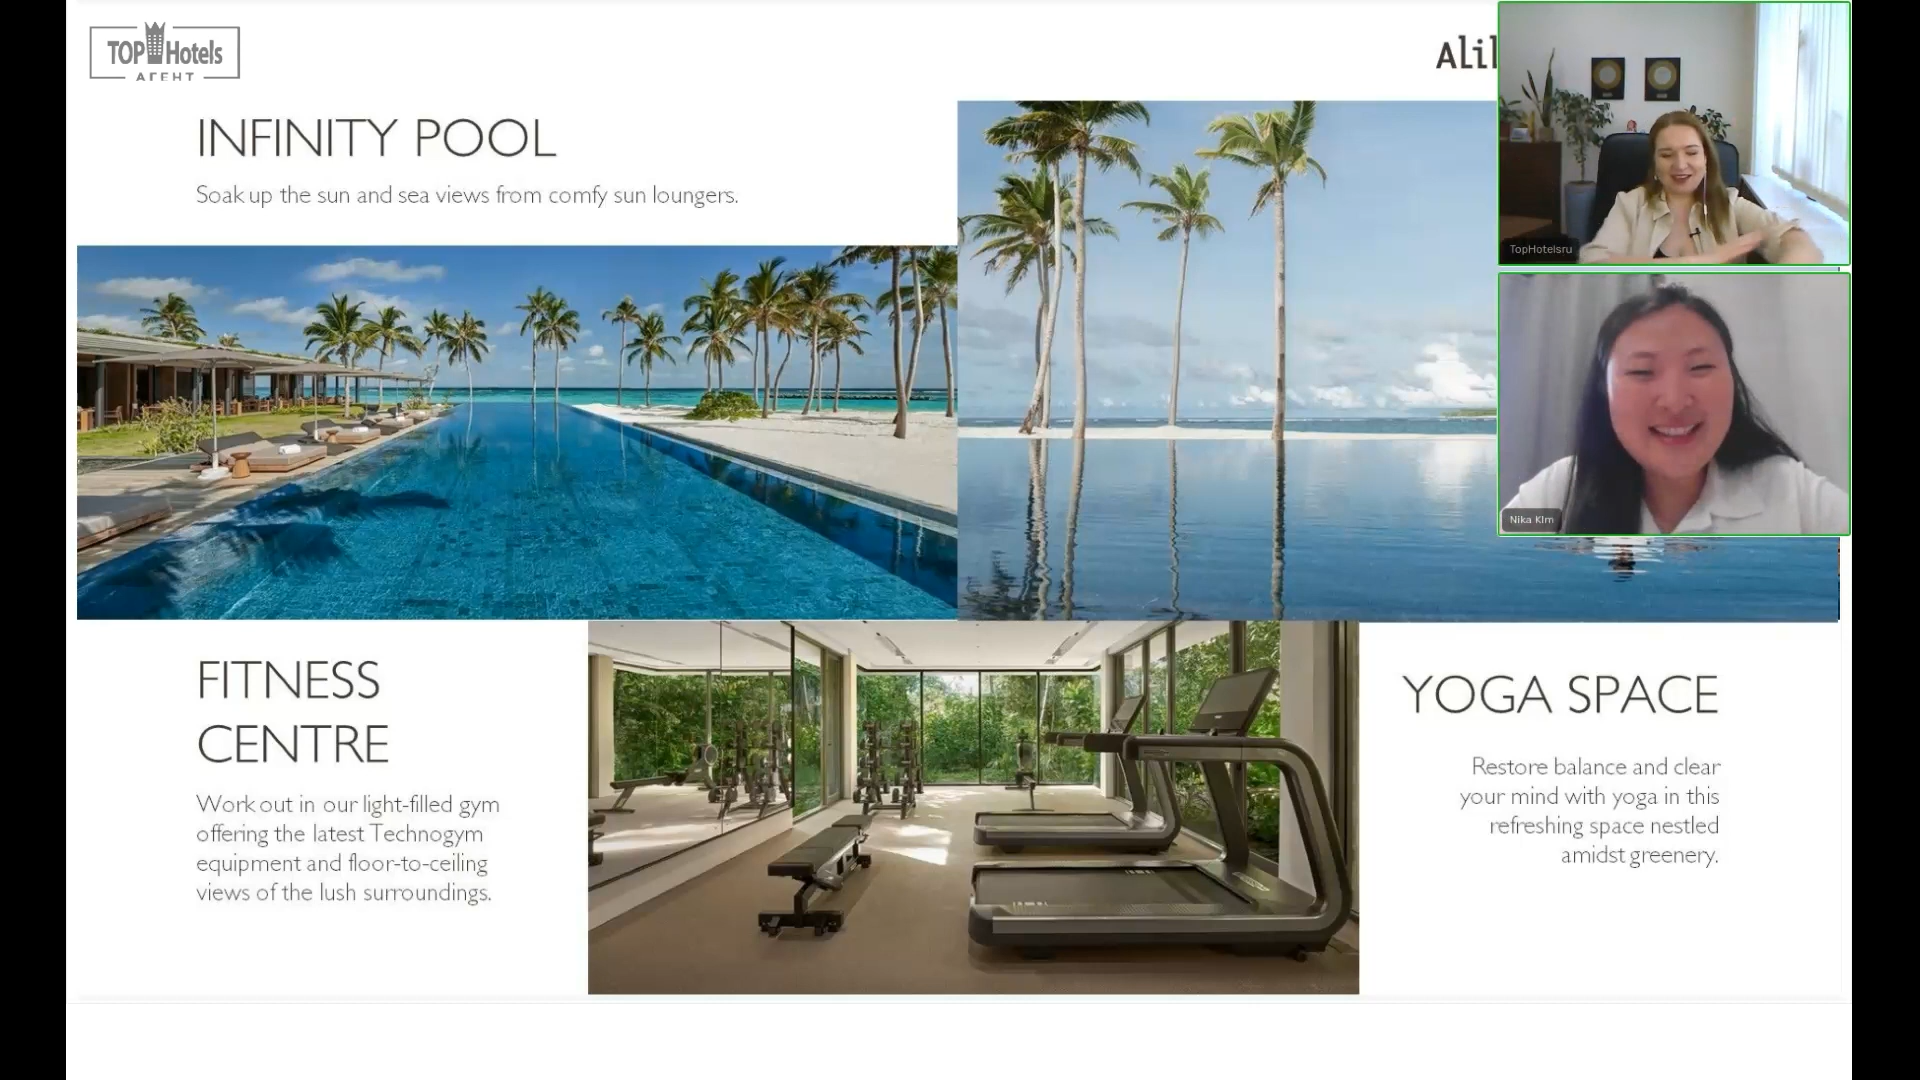 TOP Hotels
АГЕНТ
Alil
INFINITY POOL
Soak up the sun and sea views from comfy sun loungers.
TopHotelsru
Nika Kim
FITNESS
CENTRE
Work out in our light-filled gym
offering the latest Technogym
equipment and floor-to-ceiling
views of the lush surroundings.
YOGA SPACE
Restore balance and clear
your mind with yoga in this
refreshing space nestled
amidst greenery.